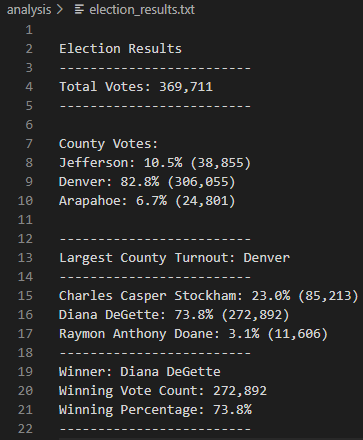 analysis > election_results.txt
1
2 Election Results
3 -------------------------
4 Total Votes: 369,711
5 -------------------------
6
7 County Votes:
8 Jefferson: 10.5% (38,855)
9 Denver: 82.8% (306,055)
10 Arapahoe: 6.7% (24,801)
11
12 -------------------------
13 Largest County Turnout: Denver
14 -------------------------
15 Charles Casper Stockham: 23.0% (85,213)
16 Diana DeGette: 73.8% (272,892)
17 Raymon Anthony Doane: 3.1% (11,606)
18 -------------------------
19 Winner: Diana DeGette
20 Winning Vote Count: 272,892
21 Winning Percentage: 73.8%
22 -------------------------